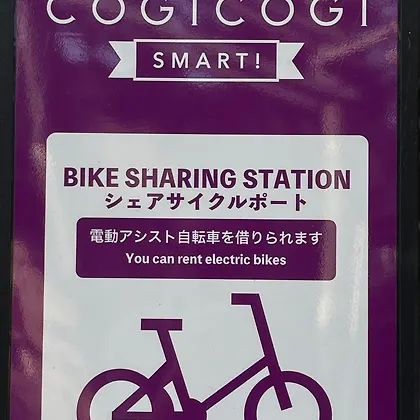 COGICOGI
SMART!
BIKE SHARING STATION
シェアサイクルポート
電動アシスト自転車を借りられます
You can rent electric bikes